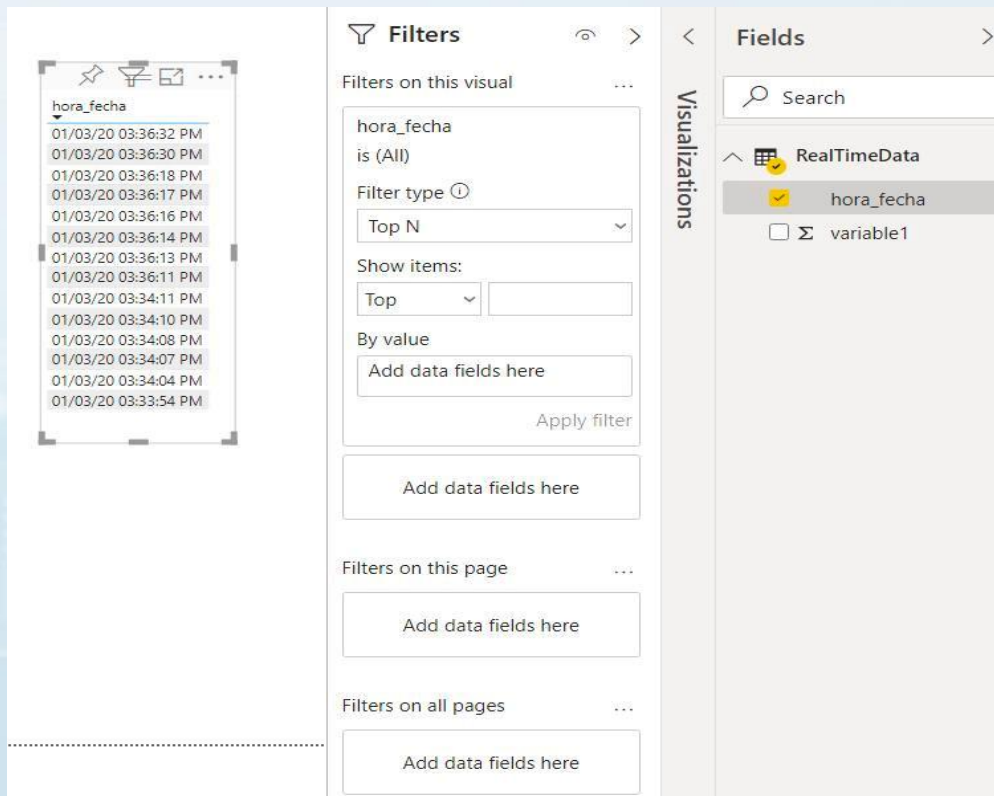 hora_fecha
01/03/20 03:36:32 PM
01/03/20 03:36:30 PM
01/03/20 03:36:18 PM
01/03/20 03:36:17 PM
01/03/20 03:36:16 PM
01/03/20 03:36:14 PM
01/03/20 03:36:13 PM
01/03/20 03:36:11 PM
01/03/20 03:34:11 PM
01/03/20 03:34:10 PM
01/03/20 03:34:08 PM
01/03/20 03:34:07 PM
01/03/20 03:34:04 PM
01/03/20 03:33:54 PM
Filters
Filters on this visual ...
hora_fecha
is (All)
Filter type
Top N
Show items:
Top
By value
Add data fields here
Apply filter
Add data fields here
Filters on this page ...
Add data fields here
Filters on all pages ...
Add data fields here
Visualizations
Fields
Search
RealTimeData
hora_fecha
Σ variable1